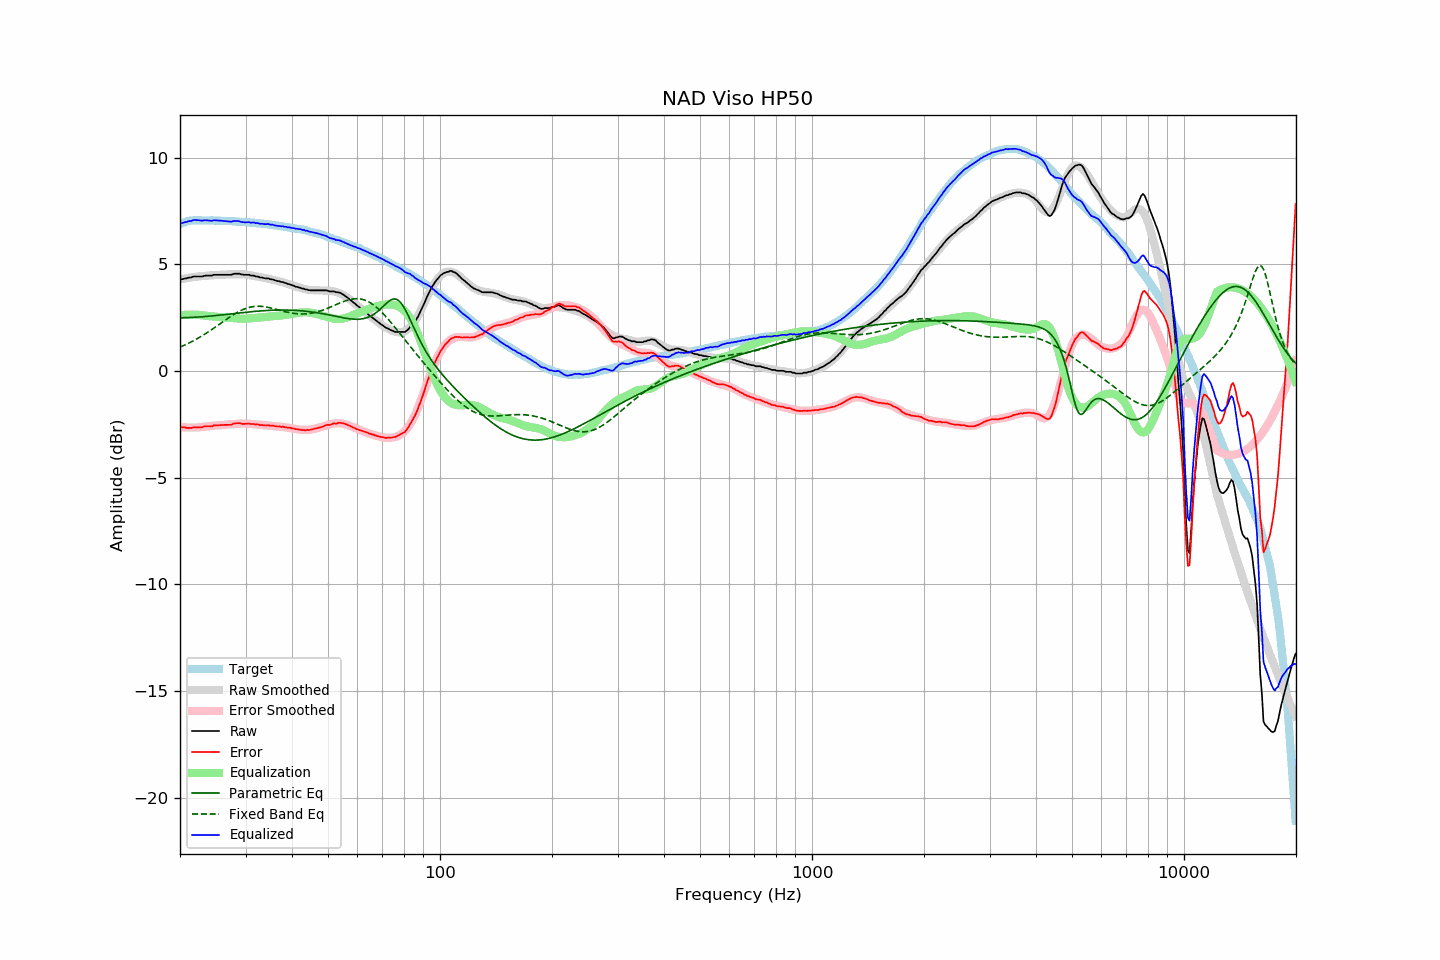 NAD Viso HP50
10
5
0
−5
−10
−15
−20
Amplitude (dBr)
Target
Raw Smoothed
Error Smoothed
Raw
Error
Equalization
Parametric Eq
Fixed Band Eq
Equalized
100
1000
10000
Frequency (Hz)